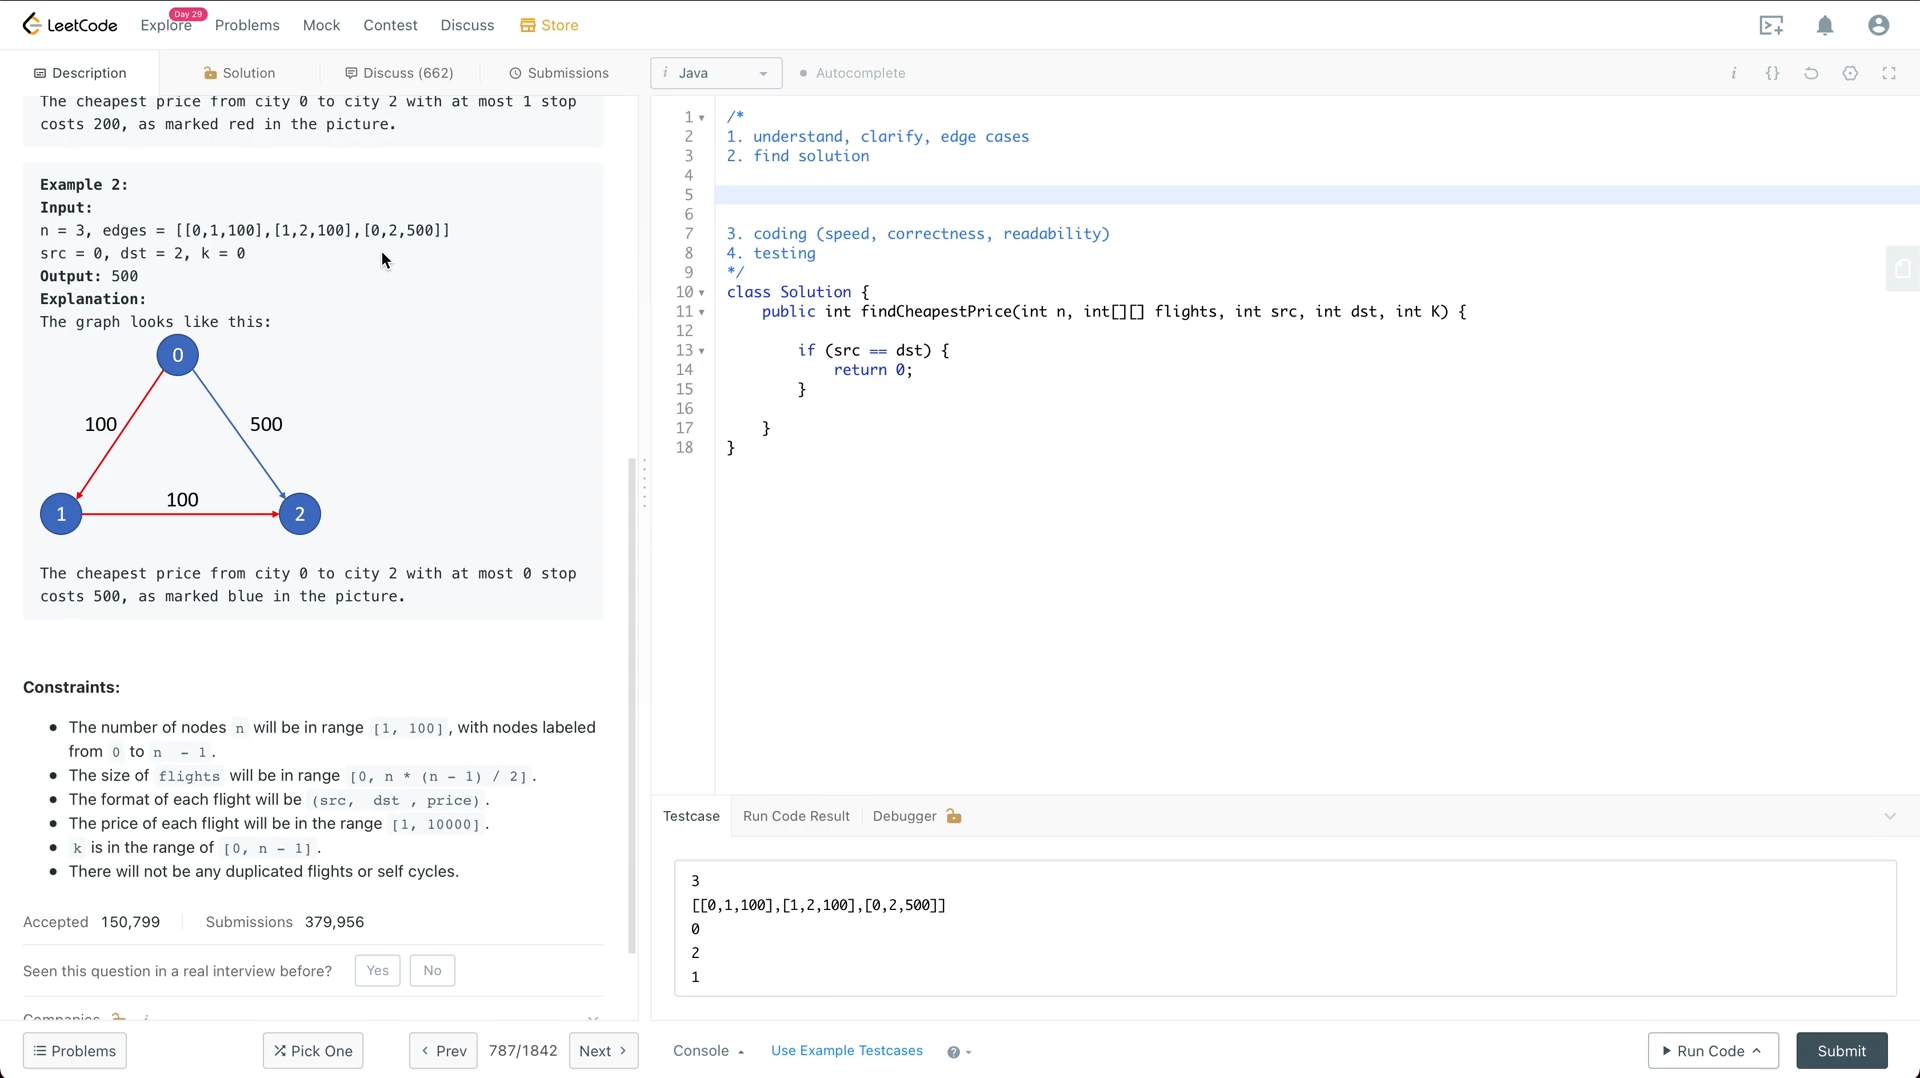 LeetCode Explore Day 29 Problems Mock Contest Discuss Store
Description Solution Discuss (662) Submissions i Java Autocomplete i {}
The cheapest price from city 0 to city 2 with at most 1 stop
costs 200, as marked red in the picture.
Example 2:
Input:
n = 3, edges = [[0,1,100],[1,2,100],[0,2,500]]
src = 0, dst = 2, k = 0
Output: 500
Explanation:
The graph looks like this:
0
100 500
100
1 2
The cheapest price from city 0 to city 2 with at most 0 stop
costs 500, as marked blue in the picture.
Constraints:
• The number of nodes n will be in range [1, 100], with nodes labeled
from 0 to n - 1.
• The size of flights will be in range [0, n * (n - 1) / 2].
• The format of each flight will be (src, dst , price).
• The price of each flight will be in the range [1, 10000].
• k is in the range of [0, n - 1].
• There will not be any duplicated flights or self cycles.
Accepted 150,799 Submissions 379,956
Seen this question in a real interview before? Yes No
Companies i
Problems Pick One Prev 787/1842 Next
1 /*
2 1. understand, clarify, edge cases
3 2. find solution
4
5
6
7 3. coding (speed, correctness, readability)
8 4. testing
9 */
10 class Solution {
11 public int findCheapestPrice(int n, int[][] flights, int src, int dst, int K) {
12
13 if (src == dst) {
14 return 0;
15 }
16
17 }
18 }
Testcase Run Code Result Debugger
3
[[0,1,100],[1,2,100],[0,2,500]]
0
2
1
Console Use Example Testcases ? Run Code Submit